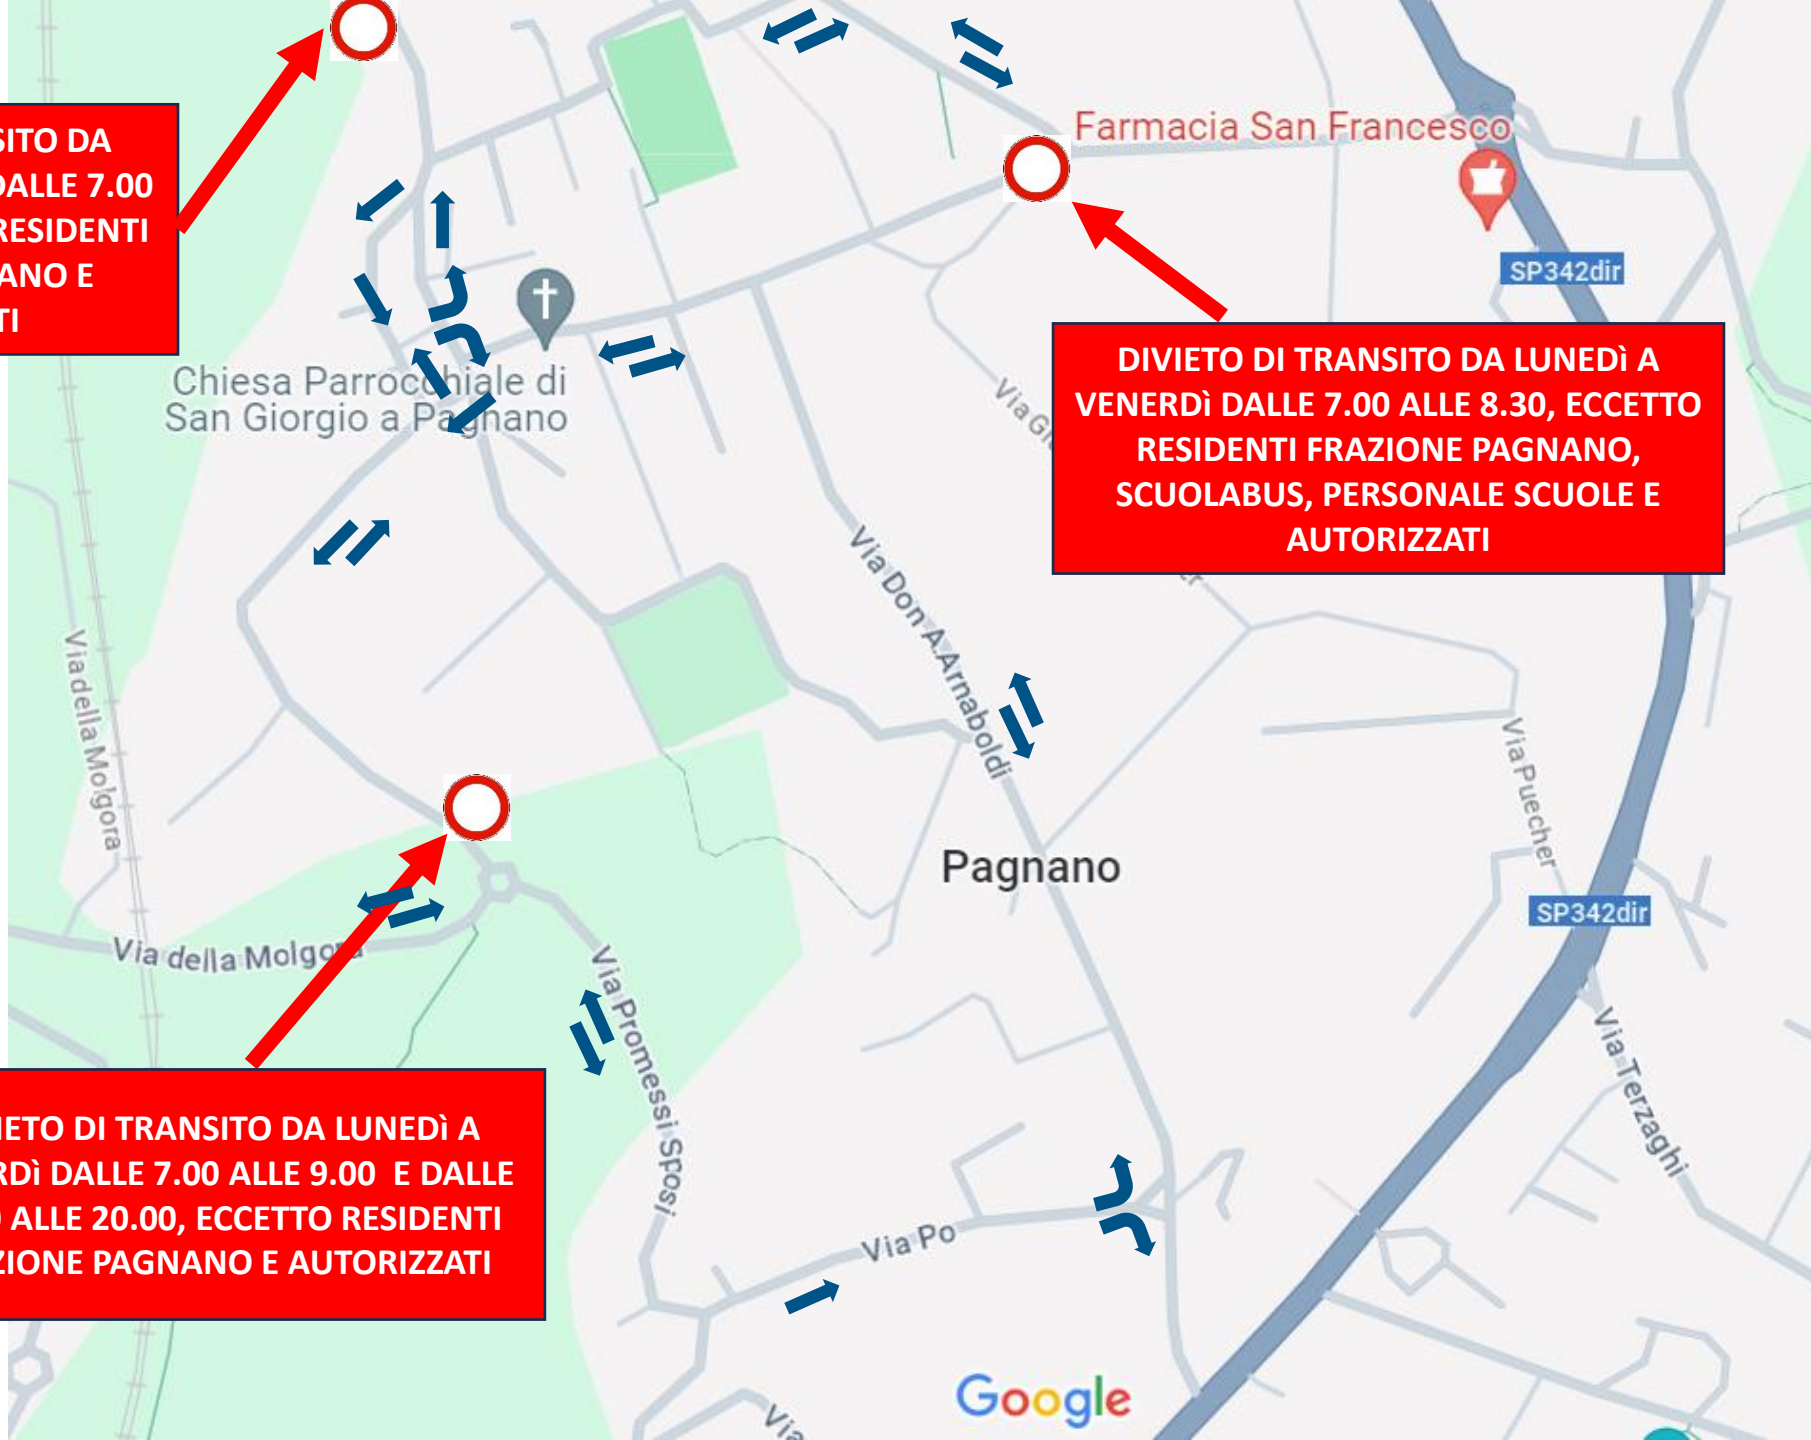 Farmacia San Francesco
SITO DA
DALLE 7.00
RESIDENTI
ANO E
TI
SP342dir
DIVIETO DI TRANSITO DA LUNEDÌ A
VENERDÌ DALLE 7.00 ALLE 8.30, ECCETTO
RESIDENTI FRAZIONE PAGNANO,
SCUOLABUS, PERSONALE SCUOLE E
AUTORIZZATI
Chiesa Parrocchiale di
San Giorgio a Pagnano
Via Don A.Arnaboldi
Via della Molgora
Via Puecher
Pagnano
SP342dir
Via della Molgora
Via Promessi Sposi
Via Terzaghi
IETO DI TRANSITO DA LUNEDÌ A
RDÌ DALLE 7.00 ALLE 9.00 E DALLE
ALLE 20.00, ECCETTO RESIDENTI
ZIONE PAGNANO E AUTORIZZATI
Via Po
Google
Via